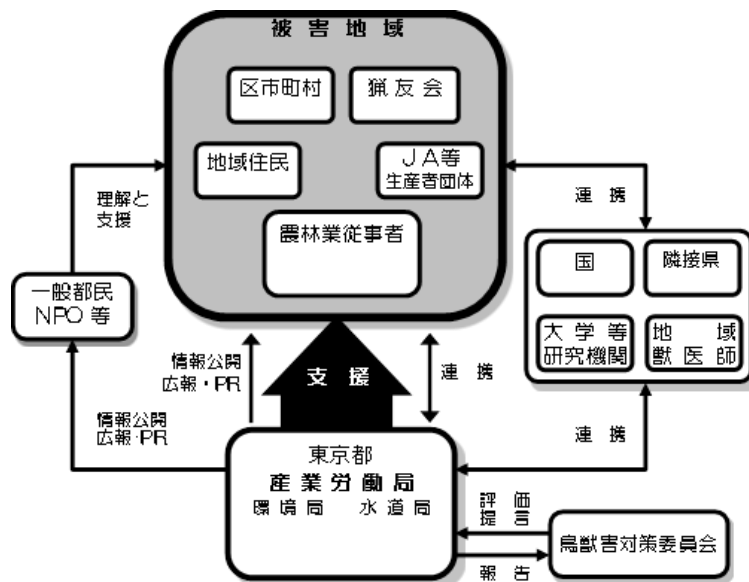 被害地域
区市町村
猟友会
地域住民
JA等
生産者団体
農林業従事者
理解と
支援
連携
国
隣接県
大学等
研究機関
地域
獣医師
一般都民
NPO等
情報公開
広報・PR
支援
連携
情報公開
広報・PR
連携
東京都
産業労働局
環境局 水道局
評価
提言
鳥獣害対策委員会
報告